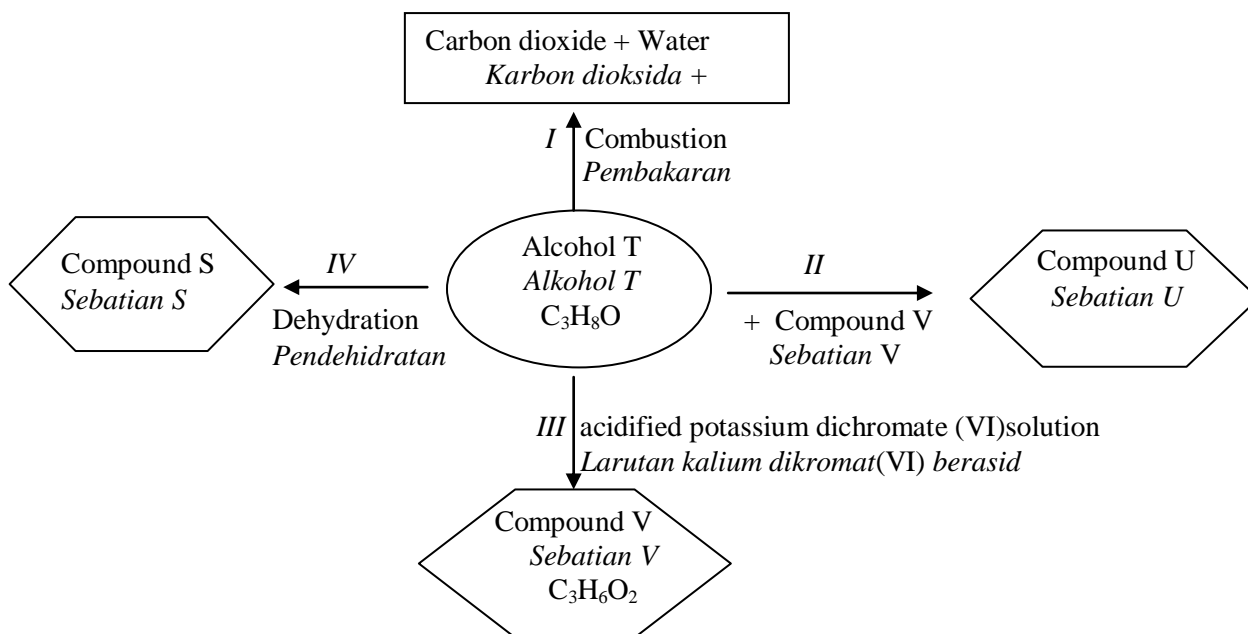 Carbon dioxide + Water
Karbon dioksida +
I Combustion
Pembakaran
Compound S
Sebatian S
IV
Dehydration
Pendehidratan
Alcohol T
Alkohol T
C₃H₈O
II
+ Compound V
Sebatian V
Compound U
Sebatian U
III acidified potassium dichromate (VI)solution
Larutan kalium dikromat(VI) berasid
Compound V
Sebatian V
C₃H₆O₂